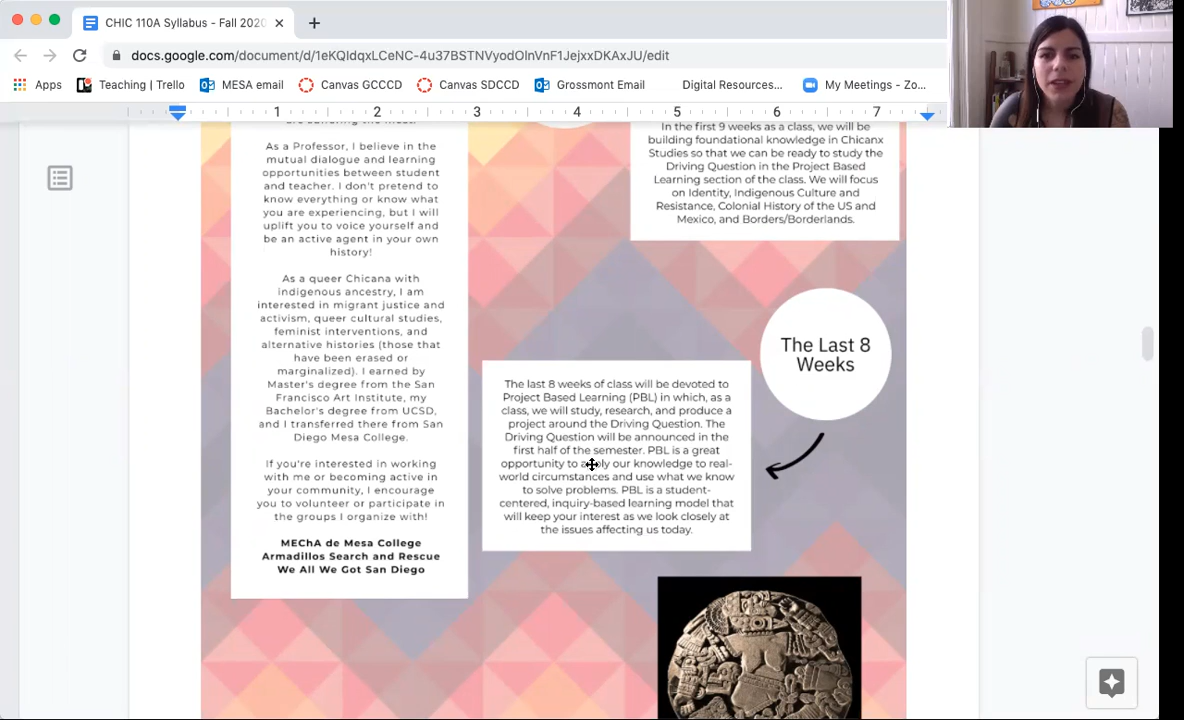 CHIC 110A Syllabus - Fall 2020
docs.google.com/document/d/1eKQIdqxLCeNC-4u37BSTNVyodOlnVnF1JejxxDKAxJU/edit
Apps
Teaching | Trello
MESA email
Canvas GCCCD
Canvas SDCCD
Grossmont Email
Digital Resources...
My Meetings - Zo...
1 2 3 4 5 6 7
As a Professor, I believe in the
mutual dialogue and learning
opportunities between student
and teacher. I don't pretend to
know everything or know what
you are experiencing, but I will
uplift you to voice yourself and
be an active agent in your own
history!
As a queer Chicana with
indigenous ancestry, I am
interested in migrant justice and
activism, queer cultural studies,
feminist interventions, and
alternative histories (those that
have been erased or
marginalized). I earned by
Master's degree from the San
Francisco Art Institute, my
Bachelor's degree from UCSD,
and I transferred there from San
Diego Mesa College.
If you're interested in working
with me or becoming active in
your community, I encourage
you to volunteer or participate in
the groups I organize with!
MEChA de Mesa College
Armadillos Search and Rescue
We All We Got San Diego
In the first 9 weeks as a class, we will be
building foundational knowledge in Chicanx
Studies so that we can be ready to study the
Driving Question in the Project Based
Learning section of the class. We will focus
on Identity, Indigenous Culture and
Resistance, Colonial History of the US and
Mexico, and Borders/Borderlands.
The Last 8
Weeks
The last 8 weeks of class will be devoted to
Project Based Learning (PBL) in which, as a
class, we will study, research, and produce a
project around the Driving Question. The
Driving Question will be announced in the
first half of the semester. PBL is a great
opportunity to apply our knowledge to real-
world circumstances and use what we know
to solve problems. PBL is a student-
centered, inquiry-based learning model that
will keep your interest as we look closely at
the issues affecting us today.